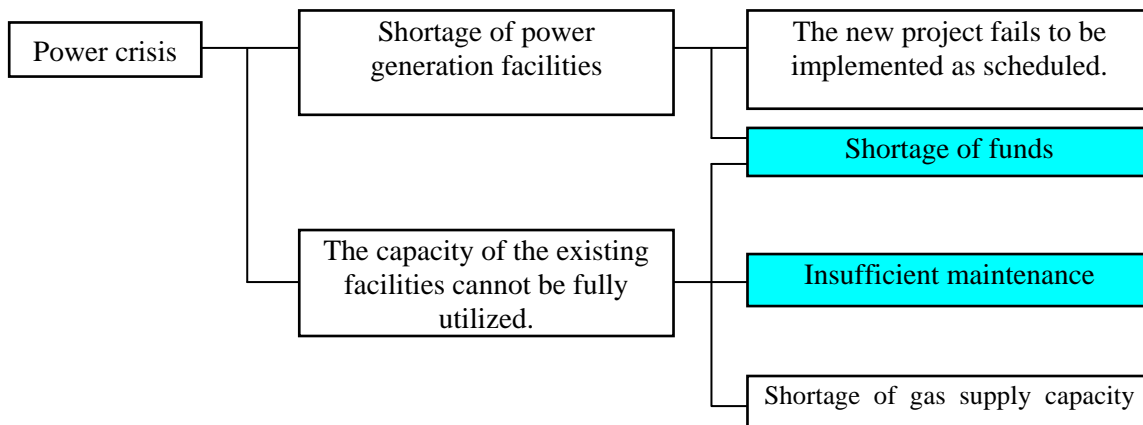 Power crisis
Shortage of power
generation facilities
The new project fails to be
implemented as scheduled.
Shortage of funds
The capacity of the existing
facilities cannot be fully
utilized.
Insufficient maintenance
Shortage of gas supply capacity